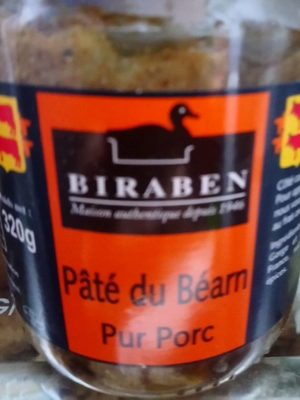 BIRABEN
Maison authentique depuis 1946
320g
Pâté du Béarn
Pur Porc